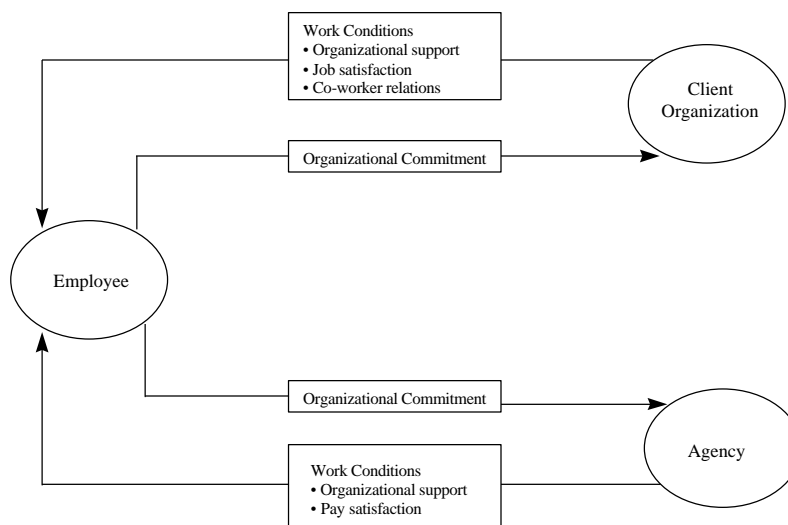 Work Conditions
• Organizational support
• Job satisfaction
• Co-worker relations
Client
Organization
Organizational Commitment
Employee
Organizational Commitment
Agency
Work Conditions
• Organizational support
• Pay satisfaction